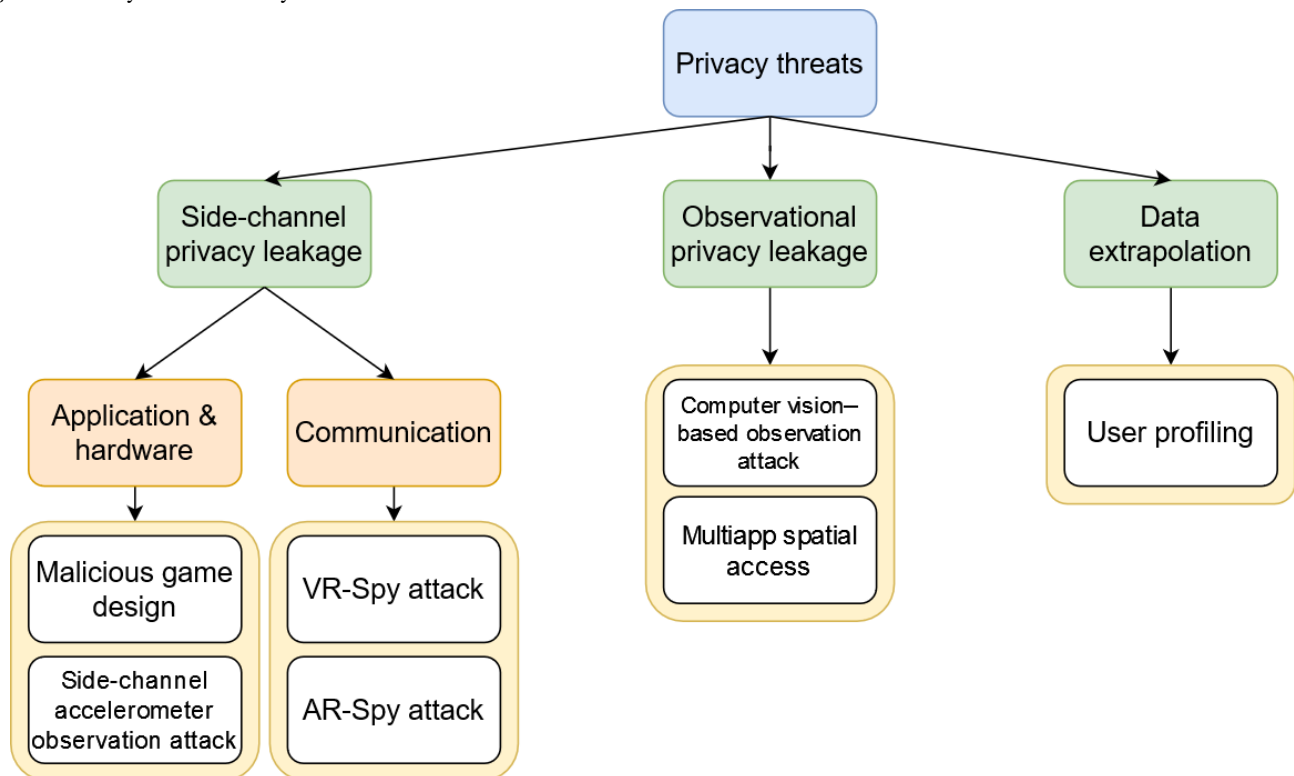 Privacy threats
Side-channel
privacy leakage
Observational
privacy leakage
Data
extrapolation
Application &
hardware
Communication
Computer vision–
based observation
attack
User profiling
Multiapp spatial
access
Malicious game
design
VR-Spy attack
Side-channel
accelerometer
observation attack
AR-Spy attack